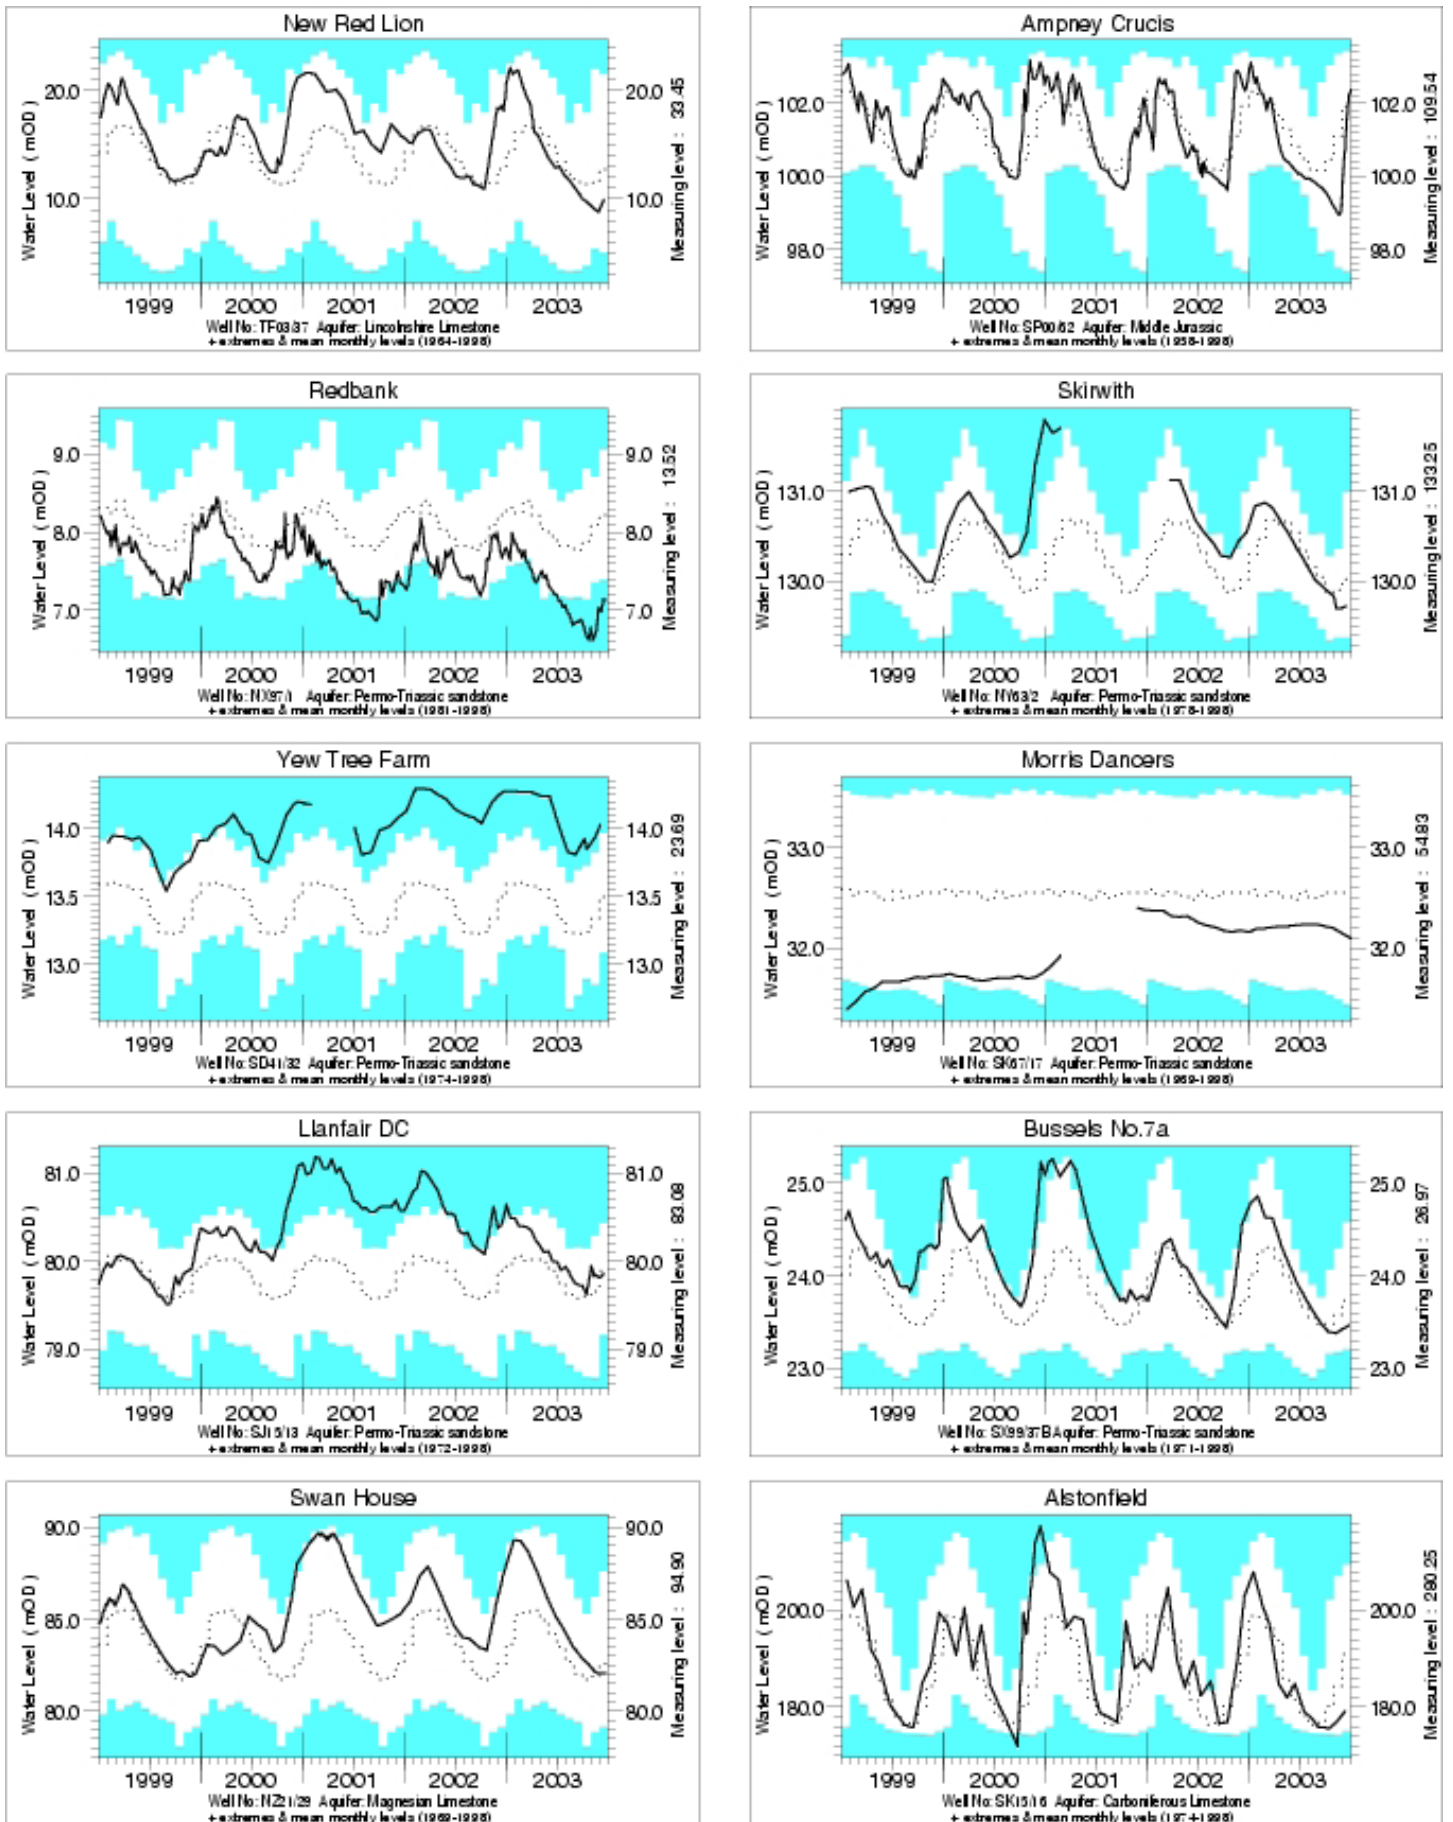 New Red Lion
Water Level ( mOD )
20.0
10.0
20.0
10.0
Measuring level : 33.45
1999 2000 2001 2002 2003
Well No: TF03/37 Aquifer: Lincolnshire Limestone
+ extremes & mean monthly levels (1964-1998)
Ampney Crucis
Water Level ( mOD )
102.0
100.0
98.0
102.0
100.0
98.0
Measuring level : 109.54
1999 2000 2001 2002 2003
Well No: SP00/62 Aquifer: Middle Jurassic
+ extremes & mean monthly levels (1958-1998)
Redbank
Water Level ( mOD )
9.0
8.0
7.0
9.0
8.0
7.0
Measuring level : 13.52
1999 2000 2001 2002 2003
Well No: NX97/1 Aquifer: Permo-Triassic sandstone
+ extremes & mean monthly levels (1981-1998)
Skirwith
Water Level ( mOD )
131.0
130.0
131.0
130.0
Measuring level : 133.25
1999 2000 2001 2002 2003
Well No: NY63/2 Aquifer: Permo-Triassic sandstone
+ extremes & mean monthly levels (1978-1998)
Yew Tree Farm
Water Level ( mOD )
14.0
13.5
13.0
14.0
13.5
13.0
Measuring level : 23.69
1999 2000 2001 2002 2003
Well No: SD41/32 Aquifer: Permo-Triassic sandstone
+ extremes & mean monthly levels (1974-1998)
Morris Dancers
Water Level ( mOD )
33.0
32.0
33.0
32.0
Measuring level : 54.83
1999 2000 2001 2002 2003
Well No: SK67/17 Aquifer: Permo-Triassic sandstone
+ extremes & mean monthly levels (1969-1998)
Llanfair DC
Water Level ( mOD )
81.0
80.0
79.0
81.0
80.0
79.0
Measuring level : 83.08
1999 2000 2001 2002 2003
Well No: SJ15/13 Aquifer: Permo-Triassic sandstone
+ extremes & mean monthly levels (1972-1998)
Bussels No.7a
Water Level ( mOD )
25.0
24.0
23.0
25.0
24.0
23.0
Measuring level : 26.97
1999 2000 2001 2002 2003
Well No: SX99/37B Aquifer: Permo-Triassic sandstone
+ extremes & mean monthly levels (1971-1998)
Swan House
Water Level ( mOD )
90.0
85.0
80.0
90.0
85.0
80.0
Measuring level : 94.90
1999 2000 2001 2002 2003
Well No: NZ21/29 Aquifer: Magnesian Limestone
+ extremes & mean monthly levels (1969-1998)
Alstonfield
Water Level ( mOD )
200.0
180.0
200.0
180.0
Measuring level : 280.25
1999 2000 2001 2002 2003
Well No: SK15/16 Aquifer: Carboniferous Limestone
+ extremes & mean monthly levels (1974-1998)